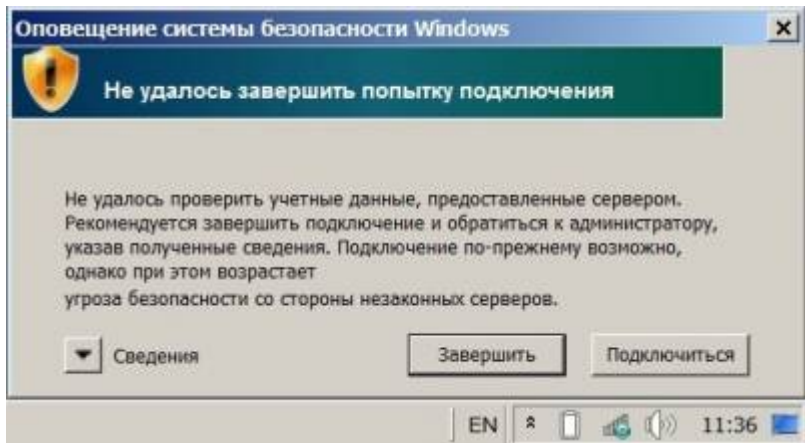 Оповещение системы безопасности Windows
Не удалось завершить попытку подключения
Не удалось проверить учетные данные, предоставленные сервером.
Рекомендуется завершить подключение и обратиться к администратору,
указав полученные сведения. Подключение по-прежнему возможно,
однако при этом возрастает
угроза безопасности со стороны незаконных серверов.
Сведения
Завершить
Подключиться
EN
11:36